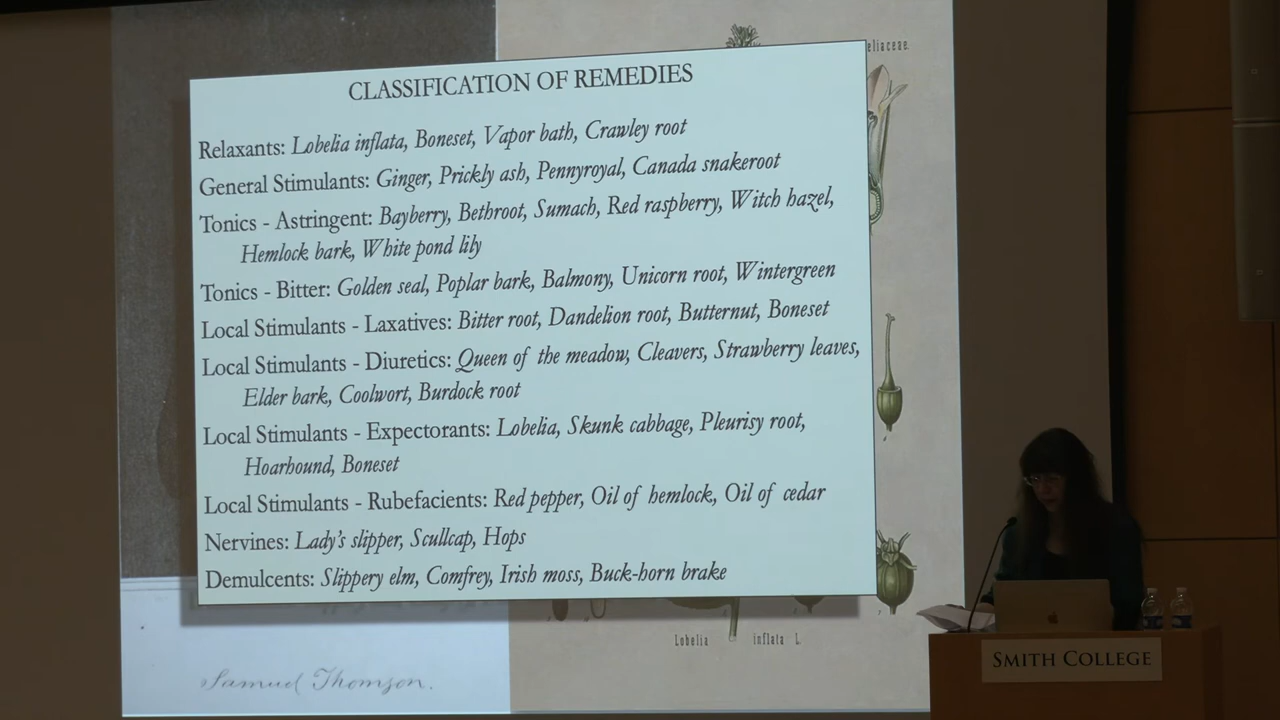 CLASSIFICATION OF REMEDIES
Relaxants: Lobelia inflata, Boneset, Vapor bath, Crawley root
General Stimulants: Ginger, Prickly ash, Pennyroyal, Canada snakeroot
Tonics - Astringent: Bayberry, Bethroot, Sumach, Red raspberry, Witch hazel,
Hemlock bark, White pond lily
Tonics - Bitter: Golden seal, Poplar bark, Balmony, Unicorn root, Wintergreen
Local Stimulants - Laxatives: Bitter root, Dandelion root, Butternut, Boneset
Local Stimulants - Diuretics: Queen of the meadow, Cleavers, Strawberry leaves,
Elder bark, Coolwort, Burdock root
Local Stimulants - Expectorants: Lobelia, Skunk cabbage, Pleurisy root,
Hoarhound, Boneset
Local Stimulants - Rubefacients: Red pepper, Oil of hemlock, Oil of cedar
Nervines: Lady's slipper, Scullcap, Hops
Demulcents: Slippery elm, Comfrey, Irish moss, Buck-horn brake
eliaceae.
Lobelia inflata L.
Samuel Thomson.
SMITH COLLEGE